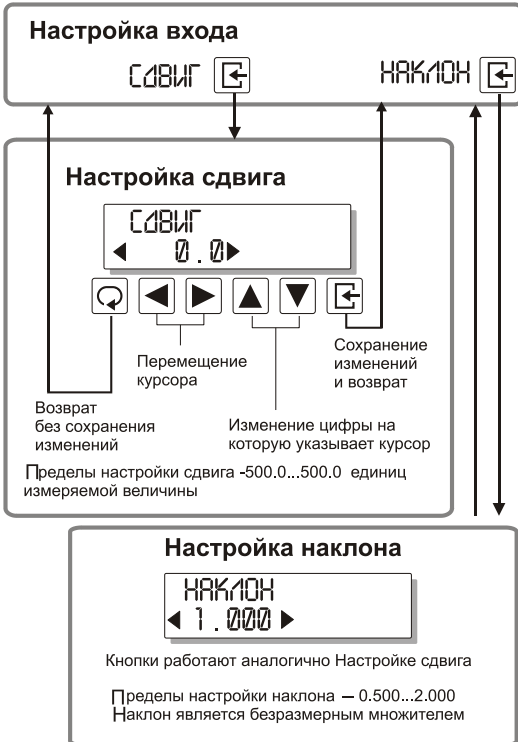 Настройка входа
СДВИГ НАКЛОН
Настройка сдвига
СДВИГ
0.0
Перемещение
курсора
Сохранение
изменений
и возврат
Возврат
без сохранения
изменений
Изменение цифры на
которую указывает курсор
Пределы настройки сдвига -500.0...500.0 единиц
измеряемой величины
Настройка наклона
НАКЛОН
1.000
Кнопки работают аналогично Настройке сдвига
Пределы настройки наклона – 0.500...2.000
Наклон является безразмерным множителем